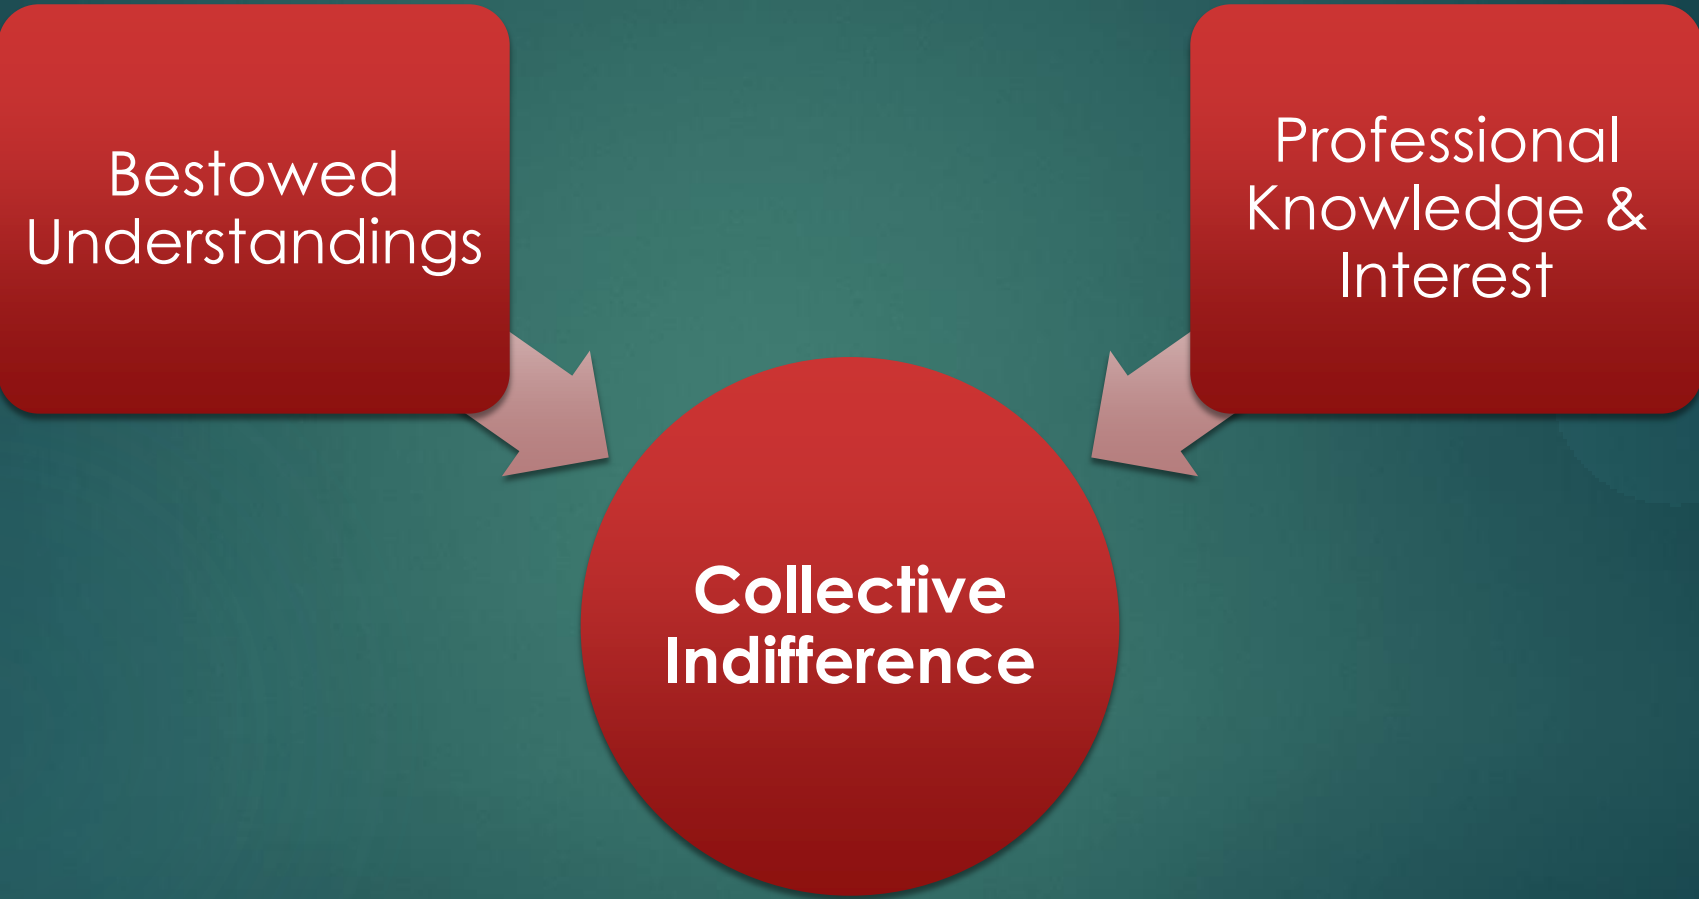 Bestowed
Understandings
Professional
Knowledge &
Interest
Collective
Indifference